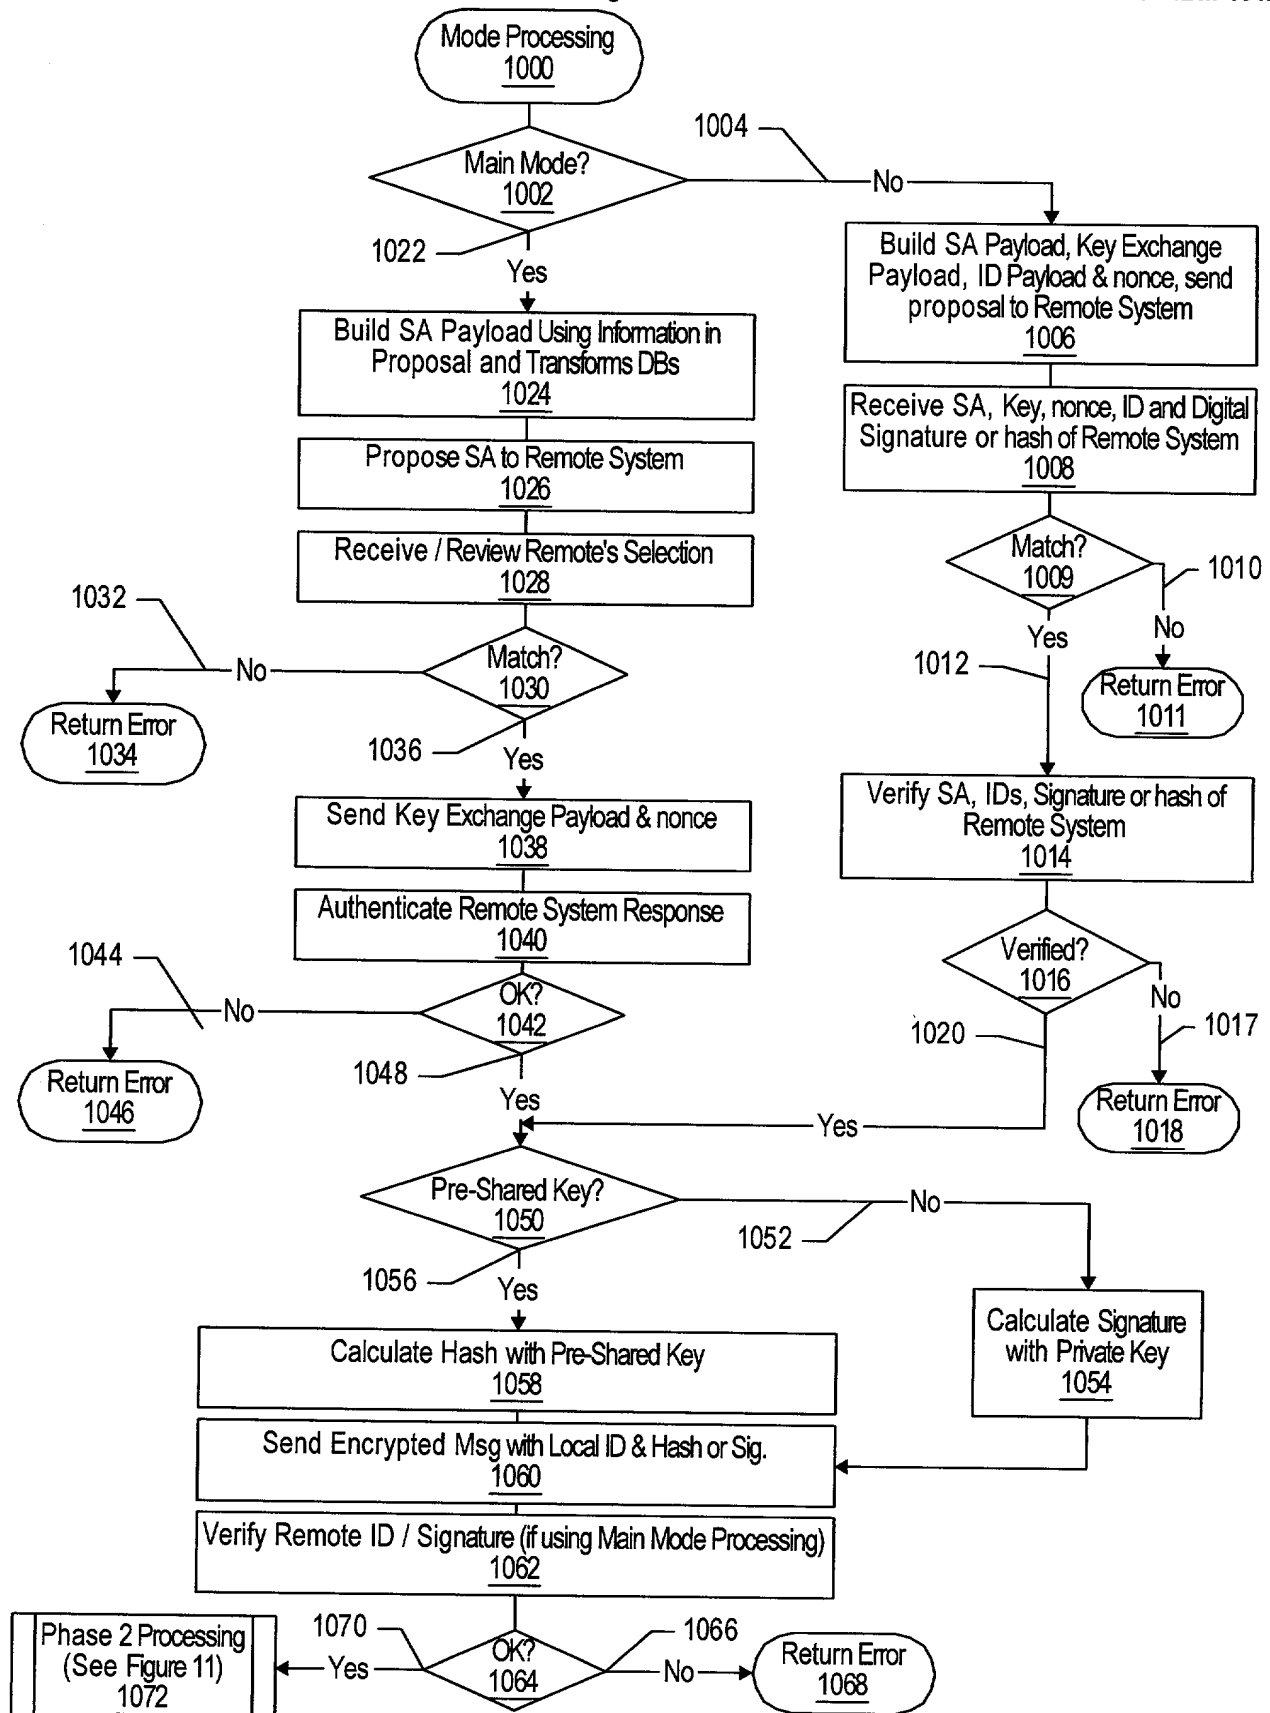 Mode Processing
1000
1004
Main Mode?
1002
No
1022
Yes
Build SA Payload, Key Exchange
Payload, ID Payload & nonce, send
proposal to Remote System
1006
Build SA Payload Using Information in
Proposal and Transforms DBs
1024
Receive SA, Key, nonce, ID and Digital
Signature or hash of Remote System
1008
Propose SA to Remote System
1026
Receive / Review Remote's Selection
1028
Match?
1009
1010
No
Yes
1012
Return Error
1011
1032
No
Match?
1030
Return Error
1034
1036
Yes
Verify SA, IDs, Signature or hash of
Remote System
1014
Send Key Exchange Payload & nonce
1038
Authenticate Remote System Response
1040
Verified?
1016
No
1017
1020
Return Error
1018
1044
No
OK?
1042
Return Error
1046
1048
Yes
Yes
Pre-Shared Key?
1050
No
1052
1056
Yes
Calculate Signature
with Private Key
1054
Calculate Hash with Pre-Shared Key
1058
Send Encrypted Msg with Local ID & Hash or Sig.
1060
Verify Remote ID / Signature (if using Main Mode Processing)
1062
1070
1066
OK?
1064
Yes
No
Phase 2 Processing
(See Figure 11)
1072
Return Error
1068